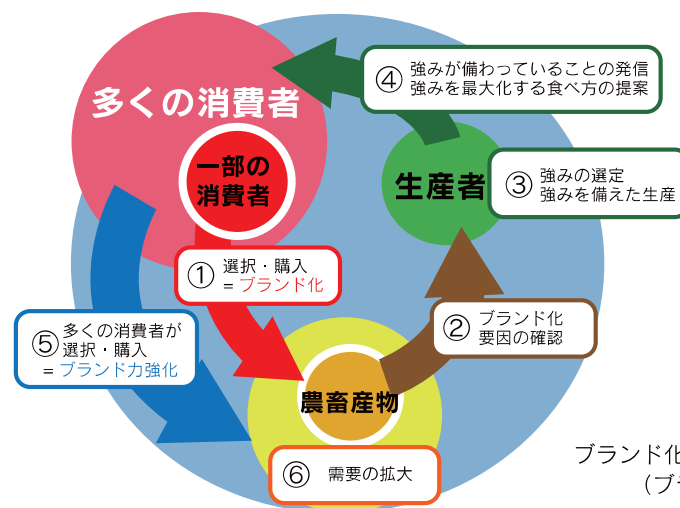 多くの消費者
一部の
消費者
生産者
農畜産物
① 選択・購入
= ブランド化
② ブランド化
要因の確認
③ 強みの選定
強みを備えた生産
④ 強みが備わっていることの発信
強みを最大化する食べ方の提案
⑤ 多くの消費者が
選択・購入
= ブランド力強化
⑥ 需要の拡大
ブランド化
（ブラ